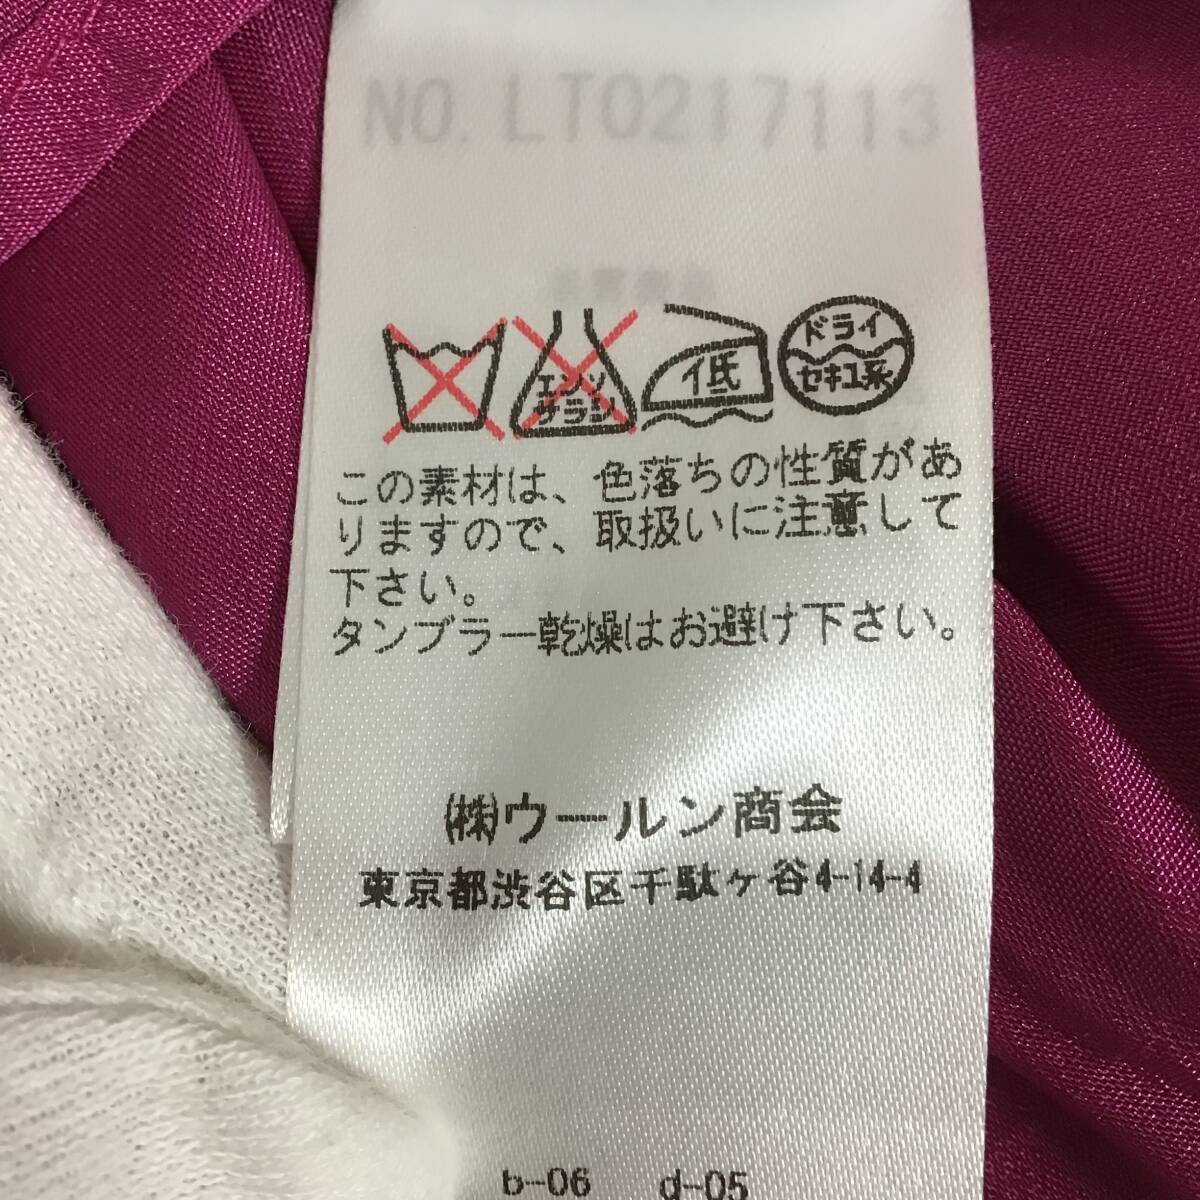 NO. LT0217113
エンソ
サラシ
イ低
ドライ
セキユ系
この素材は、色落ちの性質があ
りますので、取扱いに注意して
下さい。
タンブラー乾燥はお避け下さい。
㈱ウールン商会
東京都渋谷区千駄ヶ谷4-14-4
b-06 d-05